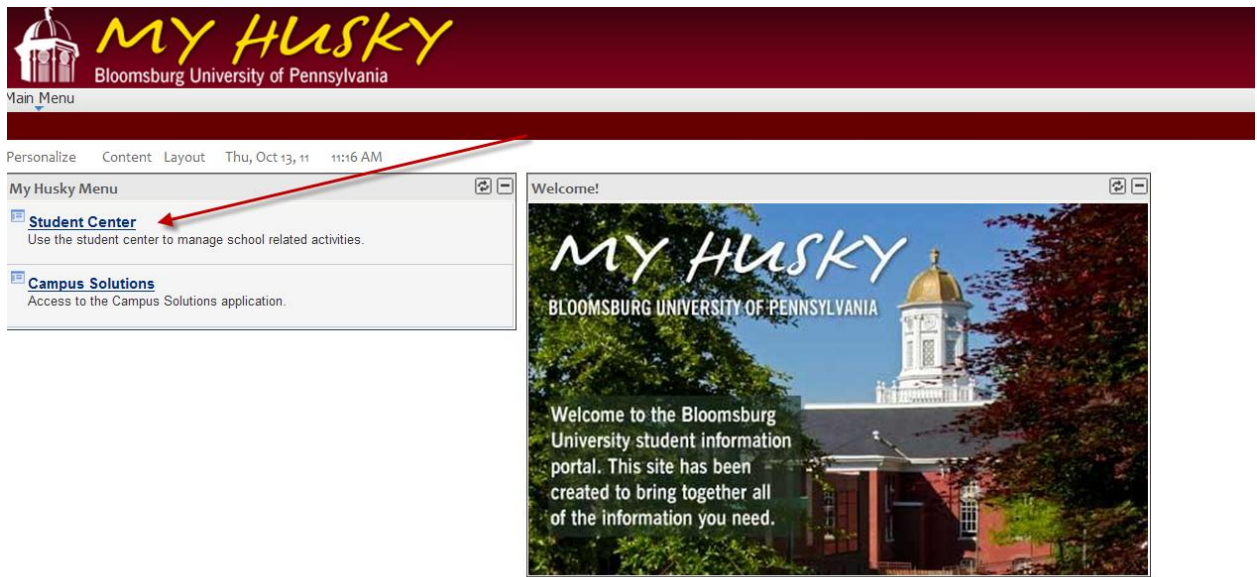 MY HUSKY
Bloomsburg University of Pennsylvania
Main Menu
Personalize Content Layout Thu, Oct 13, 11 11:16 AM
My Husky Menu
Student Center
Use the student center to manage school related activities.
Campus Solutions
Access to the Campus Solutions application.
Welcome!
MY HUSKY
BLOOMSBURG UNIVERSITY OF PENNSYLVANIA
Welcome to the Bloomsburg
University student information
portal. This site has been
created to bring together all
of the information you need.